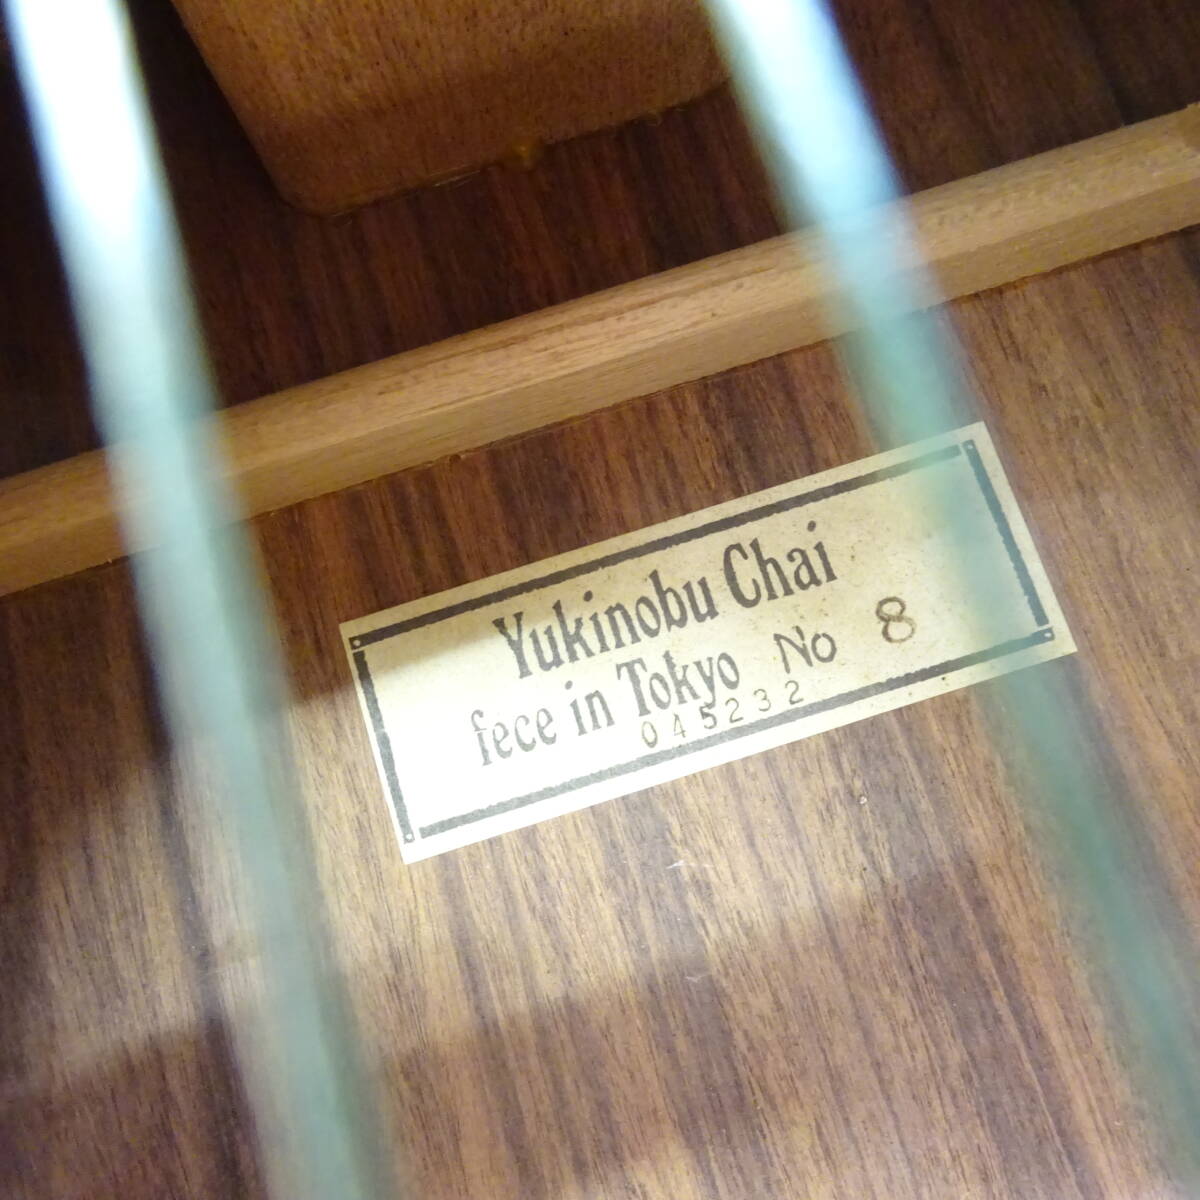 Yukinobu Chai
fece in Tokyo No 8
045232